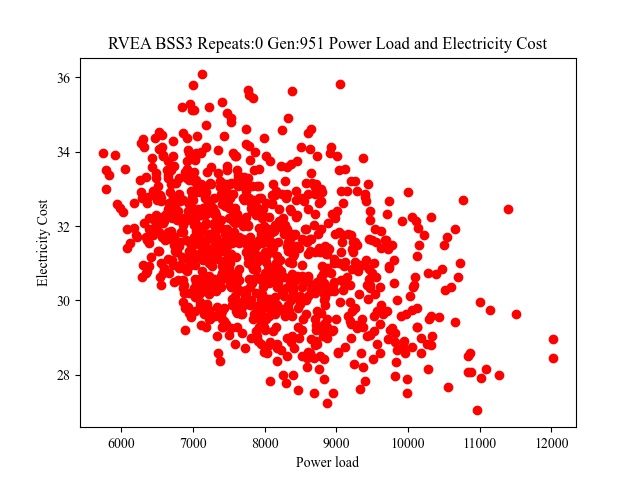 RVEA BSS3 Repeats:0 Gen:951 Power Load and Electricity Cost
Electricity Cost
36
34
32
30
28
6000 7000 8000 9000 10000 11000 12000
Power load